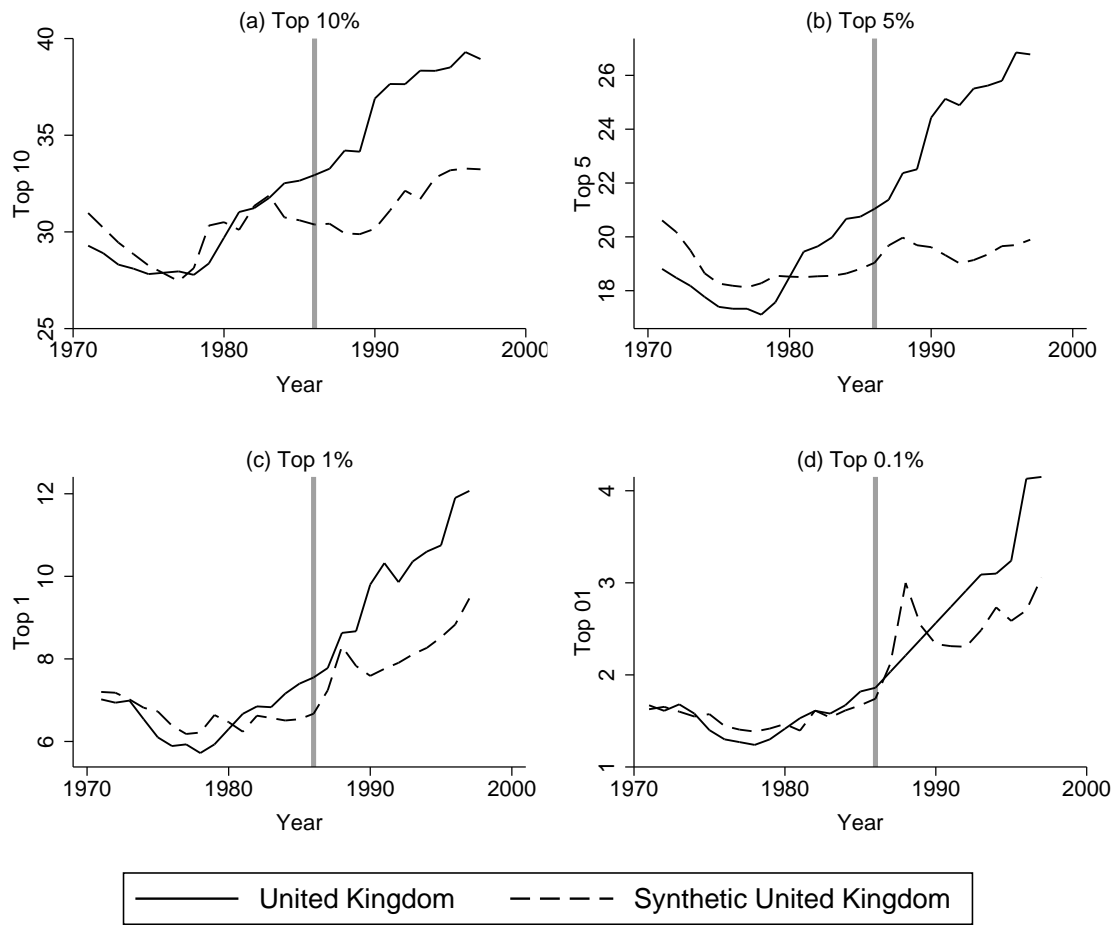 (a) Top 10%
Top 10
40
35
30
25
1970 1980 1990 2000
Year
(b) Top 5%
Top 5
26
24
22
20
18
1970 1980 1990 2000
Year
(c) Top 1%
Top 1
12
10
8
6
1970 1980 1990 2000
Year
(d) Top 0.1%
Top 01
4
3
2
1
1970 1980 1990 2000
Year
United Kingdom Synthetic United Kingdom